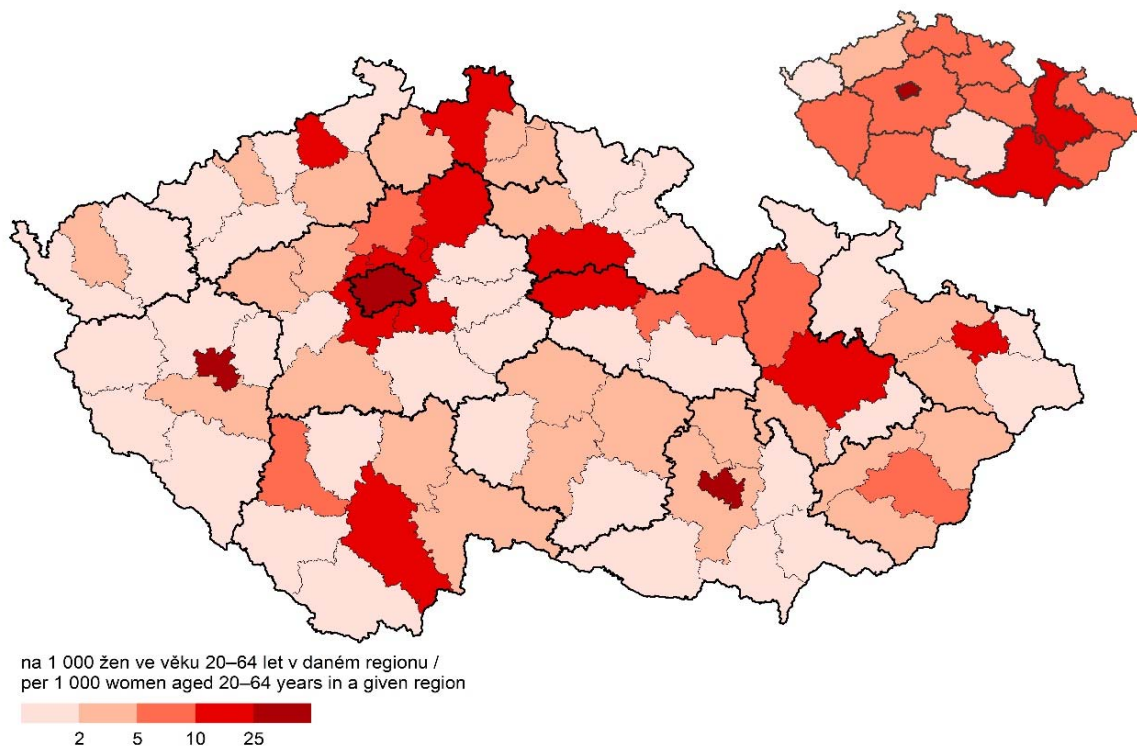 na 1 000 žen ve věku 20–64 let v daném regionu /
per 1 000 women aged 20–64 years in a given region
2 5 10 25